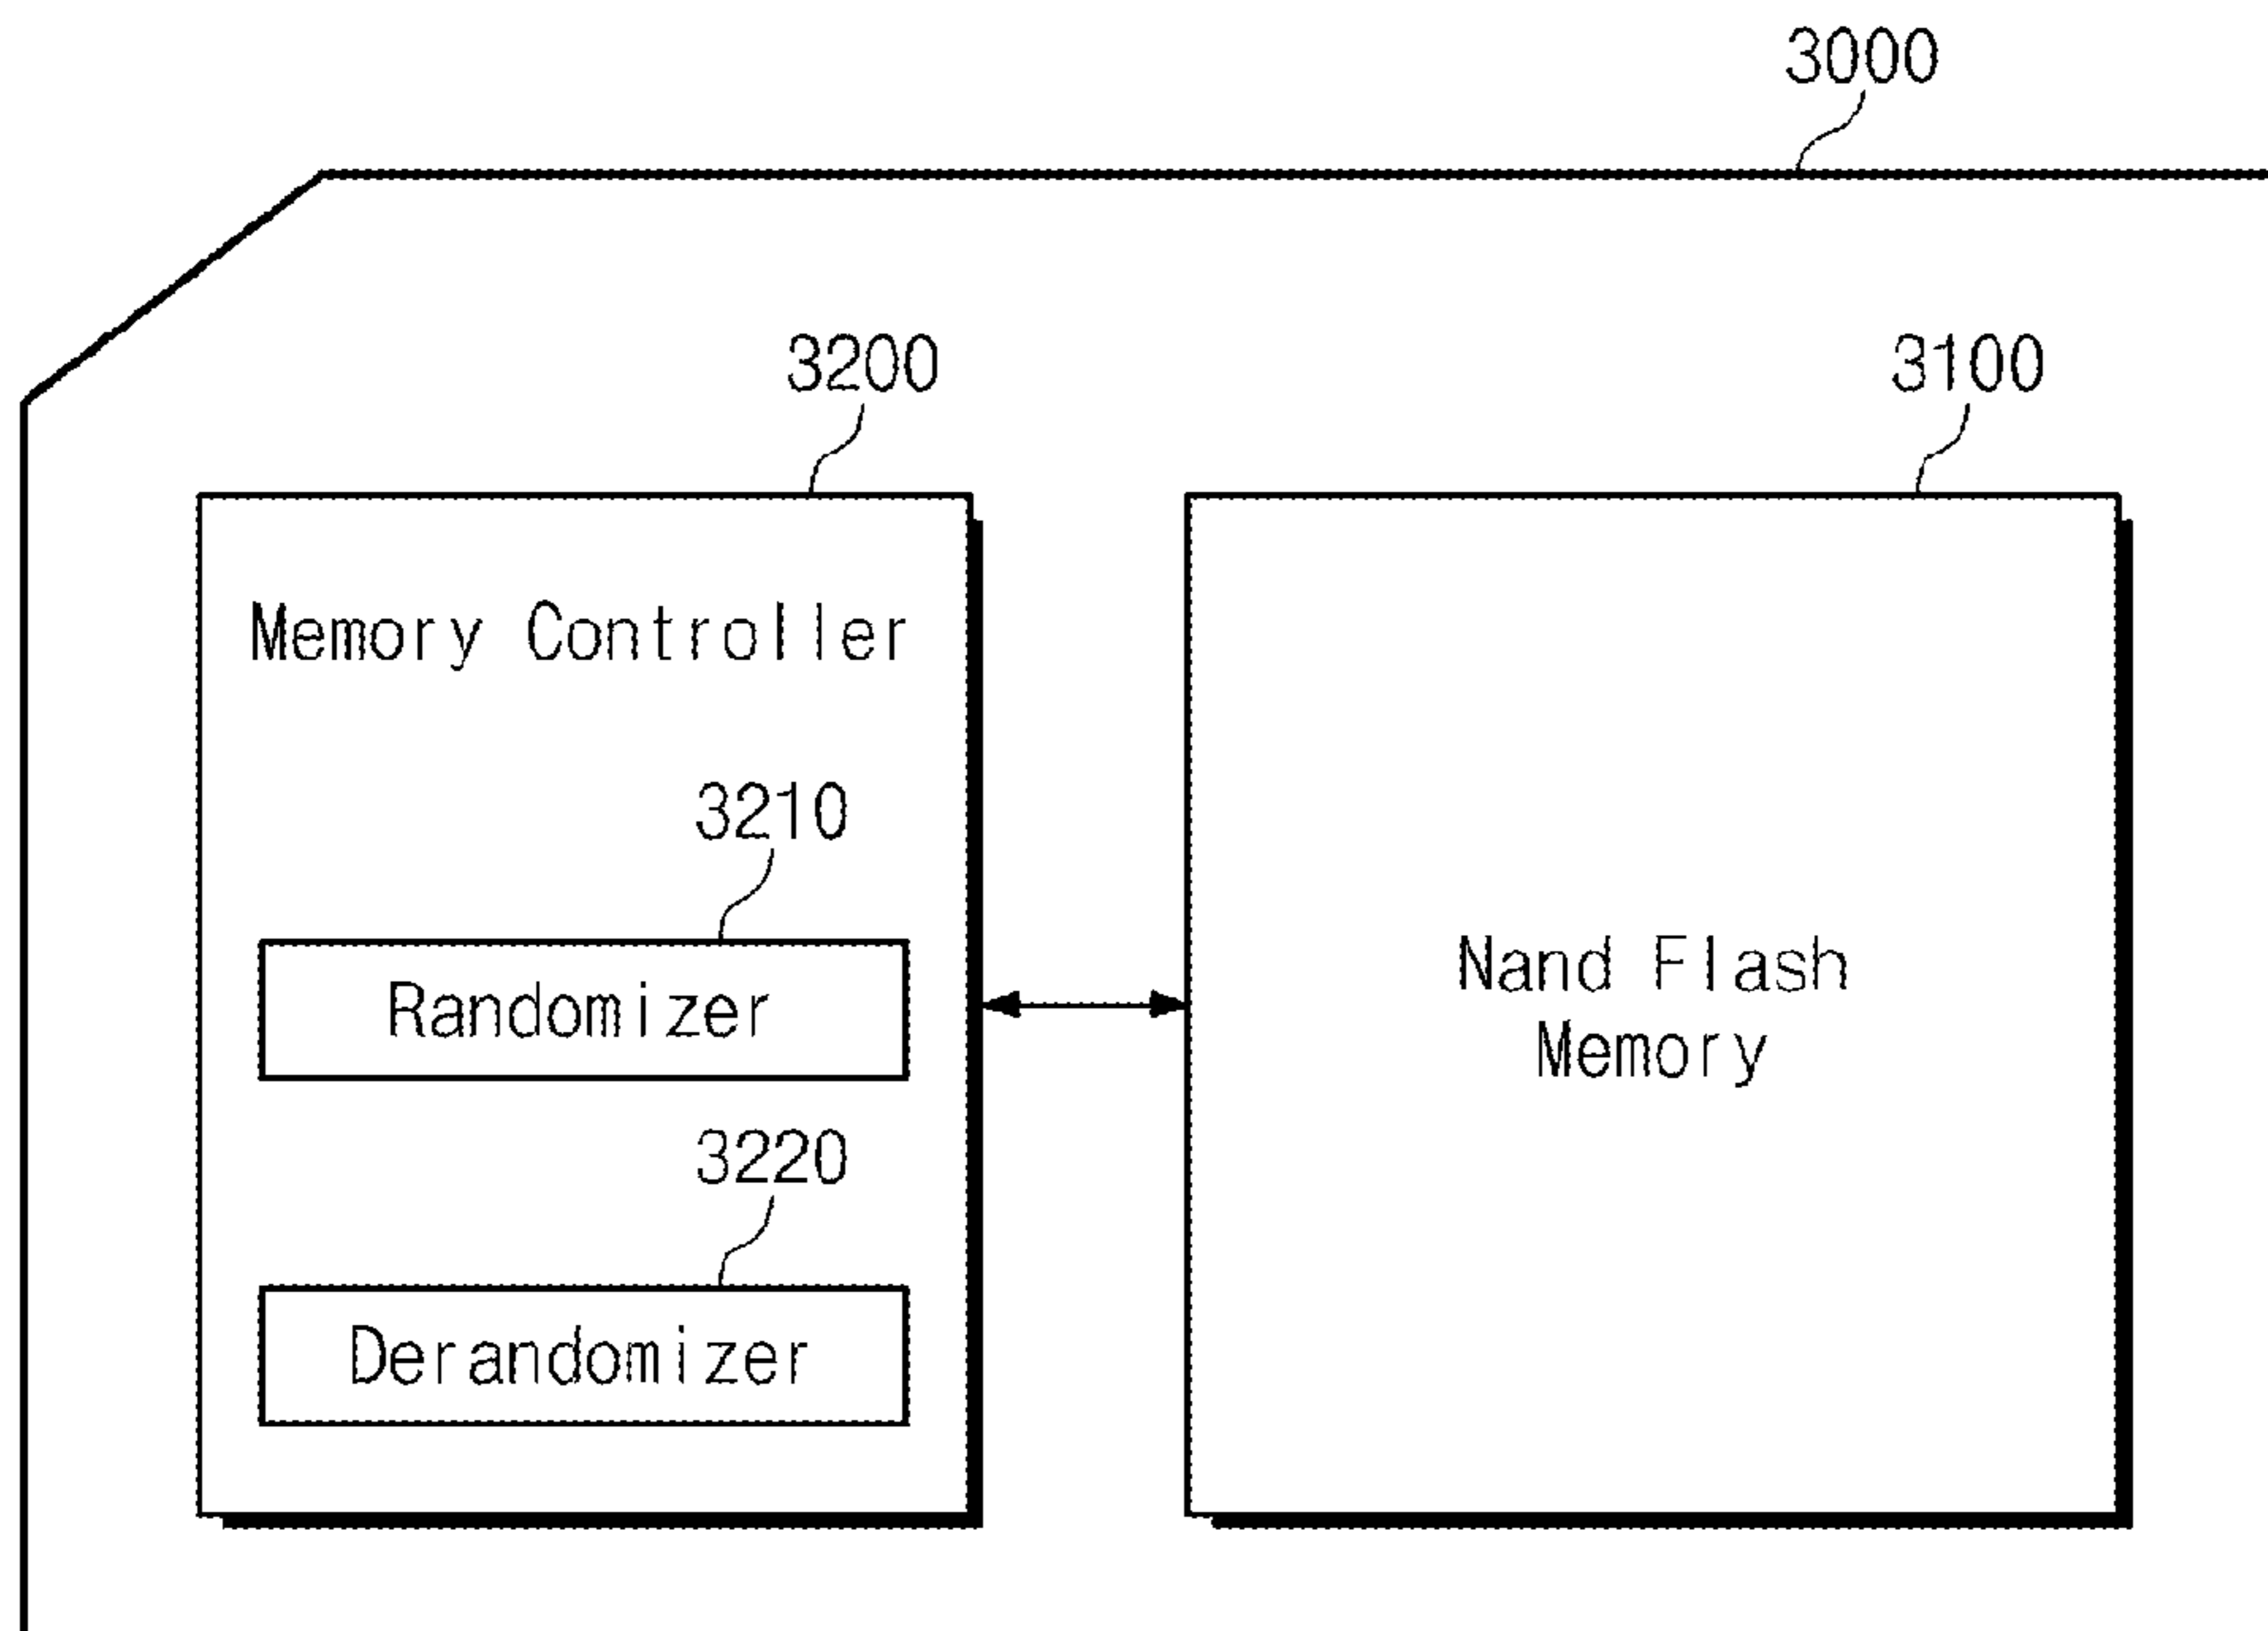 3000
3200
3100
Memory Controller
3210
Randomizer
Nand Flash
Memory
3220
Derandomizer